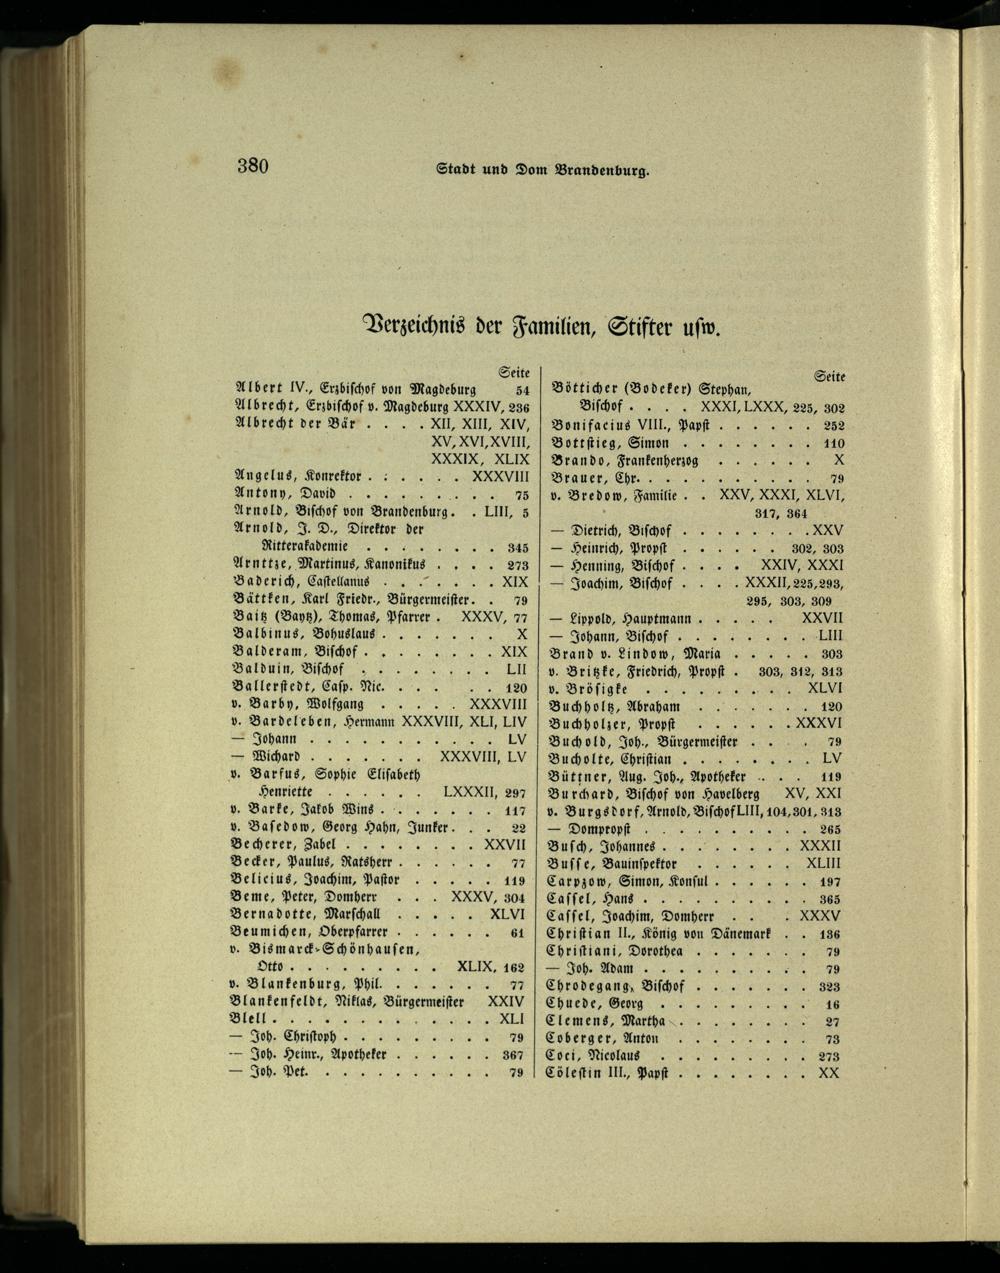 380
Stadt und Dom Brandenburg.
Verzeichnis der Familien, Stifter usw.
Seite
Albert IV., Erzbischof von Magdeburg 54
Albrecht, Erzbischof v. Magdeburg XXXIV, 236
Albrecht der Bär . . . . XII, XIII, XIV,
XV, XVI, XVIII,
XXXIX, XLIX
Angelus, Konrektor . . . . . XXXVIII
Antony, David . . . . . . . . . 75
Arnold, Bischof von Brandenburg. . LIII, 5
Arnold, J. D., Direktor der
Ritterakademie . . . . . . . . 345
Arnttze, Martinus, Kanonikus . . . . 273
Baderich, Castellanus . . . . . . . XIX
Bättken, Karl Friedr., Bürgermeister. . 79
Baitz (Baytz), Thomas, Pfarrer . XXXV, 77
Balbinus, Bohuslaus . . . . . . . X
Balderam, Bischof . . . . . . . . XIX
Balduin, Bischof . . . . . . . LII
Ballerstedt, Casp. Nic. . . . . . 120
v. Barby, Wolfgang . . . . . XXXVIII
v. Bardeleben, Hermann XXXVIII, XLI, LIV
— Johann . . . . . . . . . . . LV
— Wichard . . . . . . . XXXVIII, LV
v. Barfus, Sophie Elisabeth
Henriette . . . . . . LXXXII, 297
v. Barke, Jakob Wins . . . . . . . 117
v. Basedow, Georg Hahn, Junker. . . 22
Becherer, Zabel . . . . . . . . XXVII
Becker, Paulus, Ratsherr . . . . . . 77
Belicius, Joachim, Pastor . . . . . 119
Beme, Peter, Domherr . . . XXXV, 304
Bernadotte, Marschall . . . . . XLVI
Beumichen, Oberpfarrer . . . . . . 61
v. Bismarck-Schönhausen,
Otto . . . . . . . . . XLIX, 162
v. Blankenburg, Phil. . . . . . . 77
Blankenfeldt, Niklas, Bürgermeister XXIV
Blell . . . . . . . . . . . . . XLI
— Joh. Christoph . . . . . . . . . 79
— Joh. Heinr., Apotheker . . . . . . 367
— Joh. Pet. . . . . . . . . . . 79
Seite
Bötticher (Bodeker) Stephan,
Bischof . . . . XXXI, LXXX, 225, 302
Bonifacius VIII., Papst . . . . . . 252
Bottstieg, Simon . . . . . . . . 110
Brando, Frankenherzog . . . . . . X
Brauer, Chr. . . . . . . . . . . 79
v. Bredow, Familie . . XXV, XXXI, XLVI,
317, 364
— Dietrich, Bischof . . . . . . . . XXV
— Heinrich, Propst . . . . . . 302, 303
— Henning, Bischof . . . . XXIV, XXXI
— Joachim, Bischof . . . . XXXII, 225, 293,
295, 303, 309
— Lippold, Hauptmann . . . . . XXVII
— Johann, Bischof . . . . . . . . LIII
Brand v. Lindow, Maria . . . . . 303
v. Britzke, Friedrich, Propst . 303, 312, 313
v. Brösigke . . . . . . . . . XLVI
Buchholtz, Abraham . . . . . . . 120
Buchholzer, Propst . . . . . . XXXVI
Buchold, Joh., Bürgermeister . . . . 79
Bucholte, Christian . . . . . . . . LV
Büttner, Aug. Joh., Apotheker . . . 119
Burchard, Bischof von Havelberg XV, XXI
v. Burgsdorf, Arnold, Bischof LIII, 104, 301, 313
— Dompropst . . . . . . . . . 265
Busch, Johannes . . . . . . . . XXXII
Busse, Bauinspektor . . . . . . XLIII
Carpzow, Simon, Konsul . . . . . . 197
Cassel, Hans . . . . . . . . . . 365
Cassel, Joachim, Domherr . . . XXXV
Christian II., König von Dänemark . . 136
Christiani, Dorothea . . . . . . . 79
— Joh. Adam . . . . . . . . . . 79
Chrodegang, Bischof . . . . . . . 323
Chuede, Georg . . . . . . . . . 16
Clemens, Martha . . . . . . . . 27
Coberger, Anton . . . . . . . . 73
Coci, Nicolaus . . . . . . . . . 273
Cölestin III., Papst . . . . . . . . XX